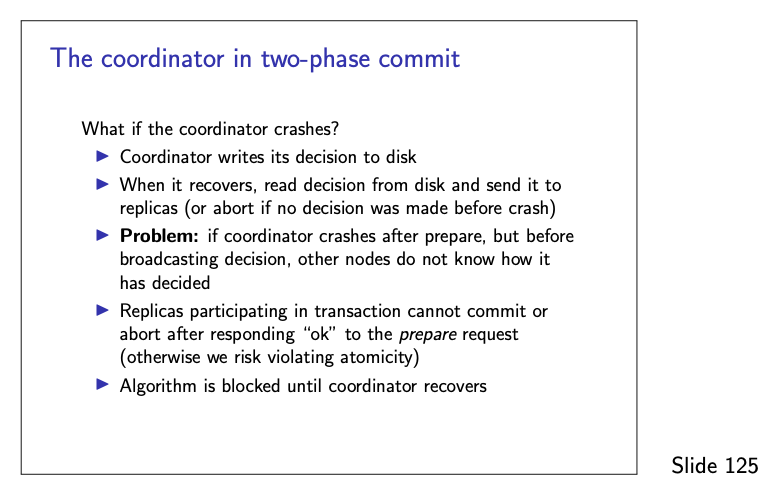 The coordinator in two-phase commit
What if the coordinator crashes?
▶ Coordinator writes its decision to disk
▶ When it recovers, read decision from disk and send it to
replicas (or abort if no decision was made before crash)
▶ Problem: if coordinator crashes after prepare, but before
broadcasting decision, other nodes do not know how it
has decided
▶ Replicas participating in transaction cannot commit or
abort after responding “ok” to the prepare request
(otherwise we risk violating atomicity)
▶ Algorithm is blocked until coordinator recovers
Slide 125